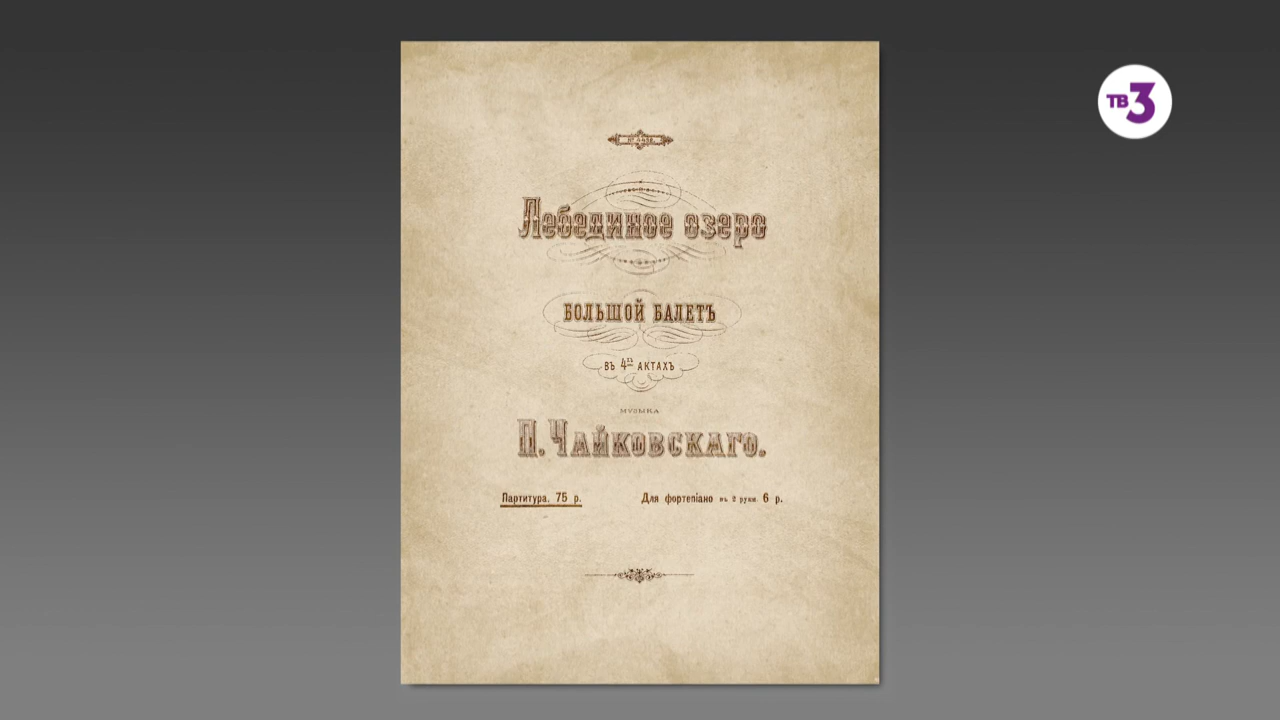 ТВ3
Лебединое озеро
БОЛЬШОЙ БАЛЕТЪ
ВЪ 4хъ АКТАХЪ
МУЗЫКА
П. ЧАЙКОВСКАГО.
Партитура. 75 р. Для фортепіано въ 2 руки. 6 р.